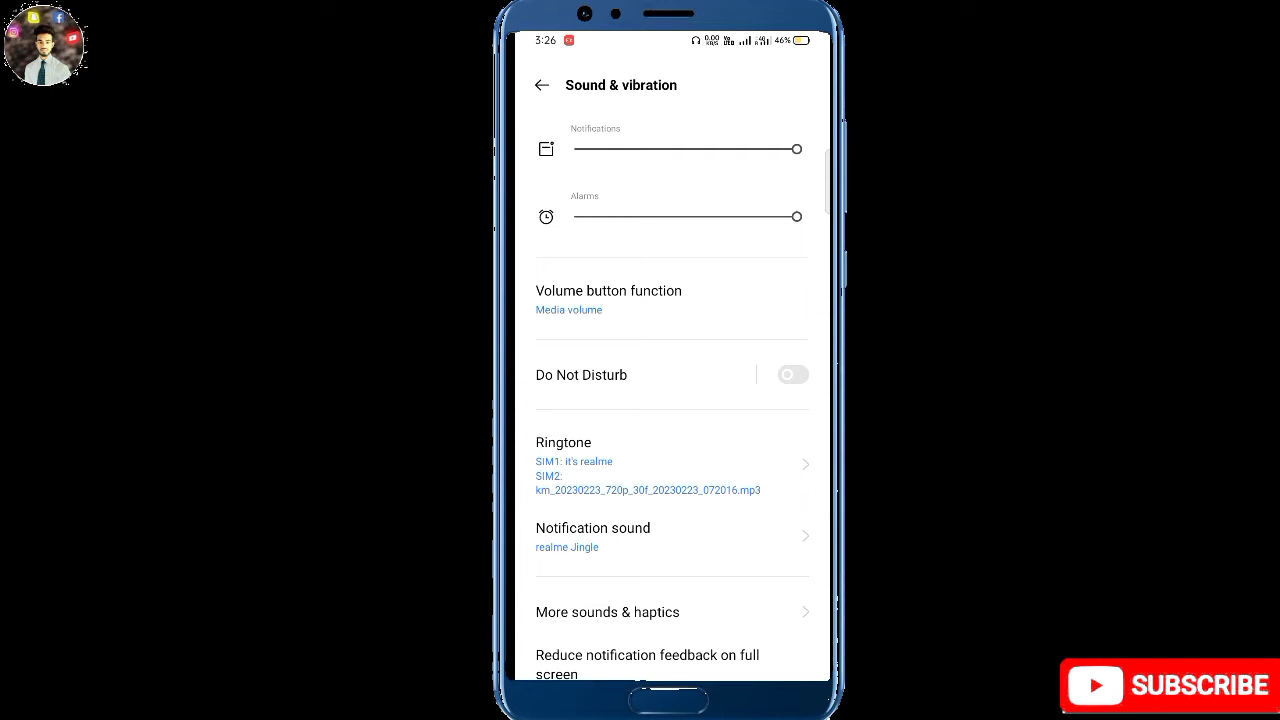 3:26
46%
Sound & vibration
Notifications
Alarms
Volume button function
Media volume
Do Not Disturb
Ringtone
SIM1: it's realme
SIM2:
km_20230223_720p_30f_20230223_072016.mp3
Notification sound
realme Jingle
More sounds & haptics
Reduce notification feedback on full
screen
SUBSCRIBE